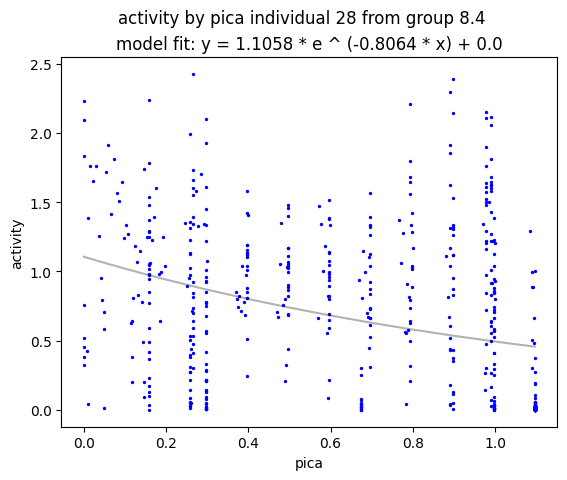 activity by pica individual 28 from group 8.4
model fit: y = 1.1058 * e ^ (-0.8064 * x) + 0.0
2.5
2.0
1.5
1.0
0.5
0.0
activity
0.0 0.2 0.4 0.6 0.8 1.0
pica